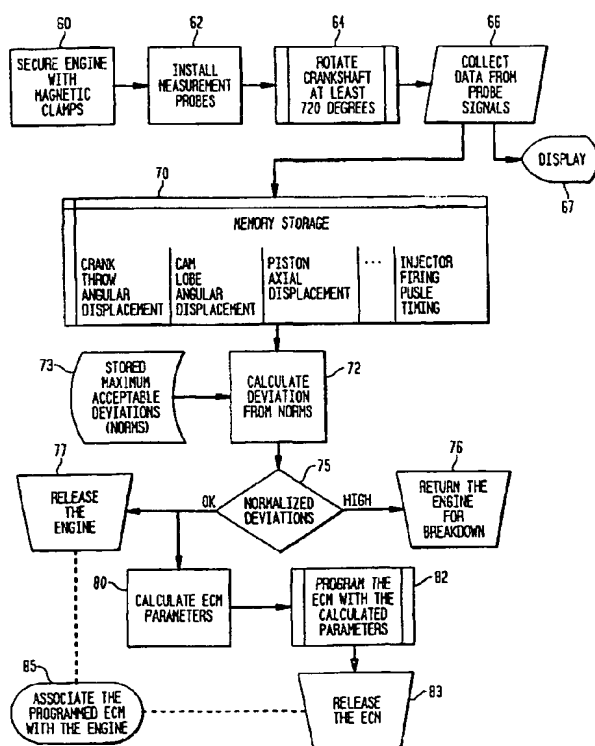 60
SECURE ENGINE
WITH
MAGNETIC
CLAMPS
62
INSTALL
MEASUREMENT
PROBES
64
ROTATE
CRANKSHAFT
AT LEAST
720 DEGREES
66
COLLECT
DATA FROM
PROBE
SIGNALS
DISPLAY
67
70
MEMORY STORAGE
CRANK
THROW
ANGULAR
DISPLACEMENT
CAM
LOBE
ANGULAR
DISPLACEMENT
PISTON
AXIAL
DISPLACEMENT
...
INJECTOR
FIRING
PUSLE
TIMING
73
STORED
MAXIMUM
ACCEPTABLE
DEVIATIONS
(NORMS)
72
CALCULATE
DEVIATION
FROM NORMS
77
RELEASE
THE
ENGINE
75
OK
NORMALIZED
DEVIATIONS
HIGH
76
RETURN THE
ENGINE
FOR
BREAKDOWN
80
CALCULATE ECM
PARAMETERS
82
PROGRAM THE
ECM WITH THE
CALCULATED
PARAMETERS
85
ASSOCIATE THE
PROGRAMMED ECM
WITH THE ENGINE
RELEASE
THE ECM
83